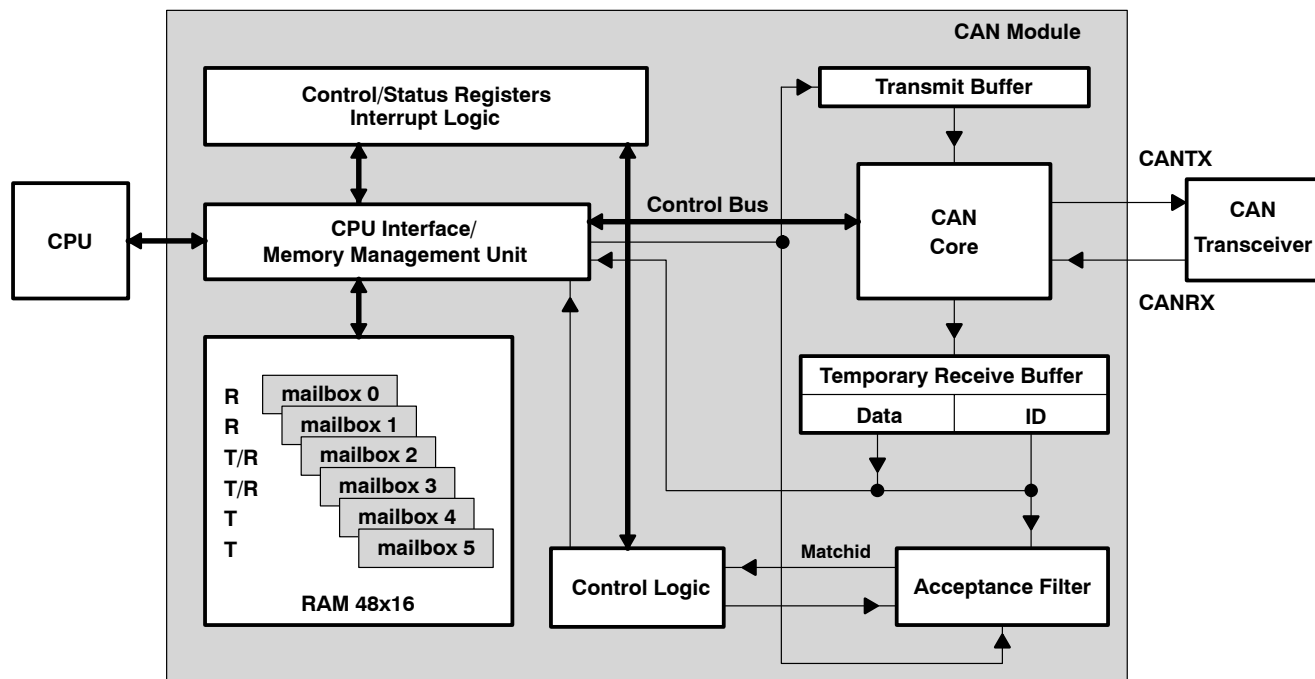 CAN Module
Control/Status Registers
Interrupt Logic
Transmit Buffer
CPU
CPU Interface/
Memory Management Unit
Control Bus
CAN
Core
CANTX
CAN
Transceiver
CANRX
Temporary Receive Buffer
Data
ID
R
mailbox 0
R
mailbox 1
T/R
mailbox 2
T/R
mailbox 3
T
mailbox 4
T
mailbox 5
RAM 48x16
Control Logic
Matchid
Acceptance Filter